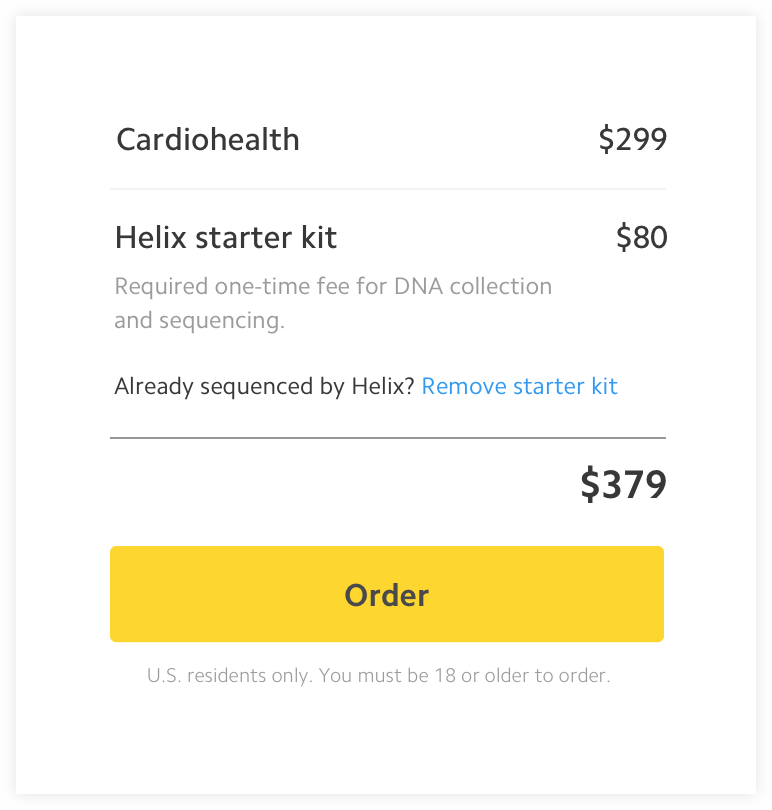 Cardiohealth $299
Helix starter kit $80
Required one-time fee for DNA collection
and sequencing.
Already sequenced by Helix? Remove starter kit
$379
Order
U.S. residents only. You must be 18 or older to order.